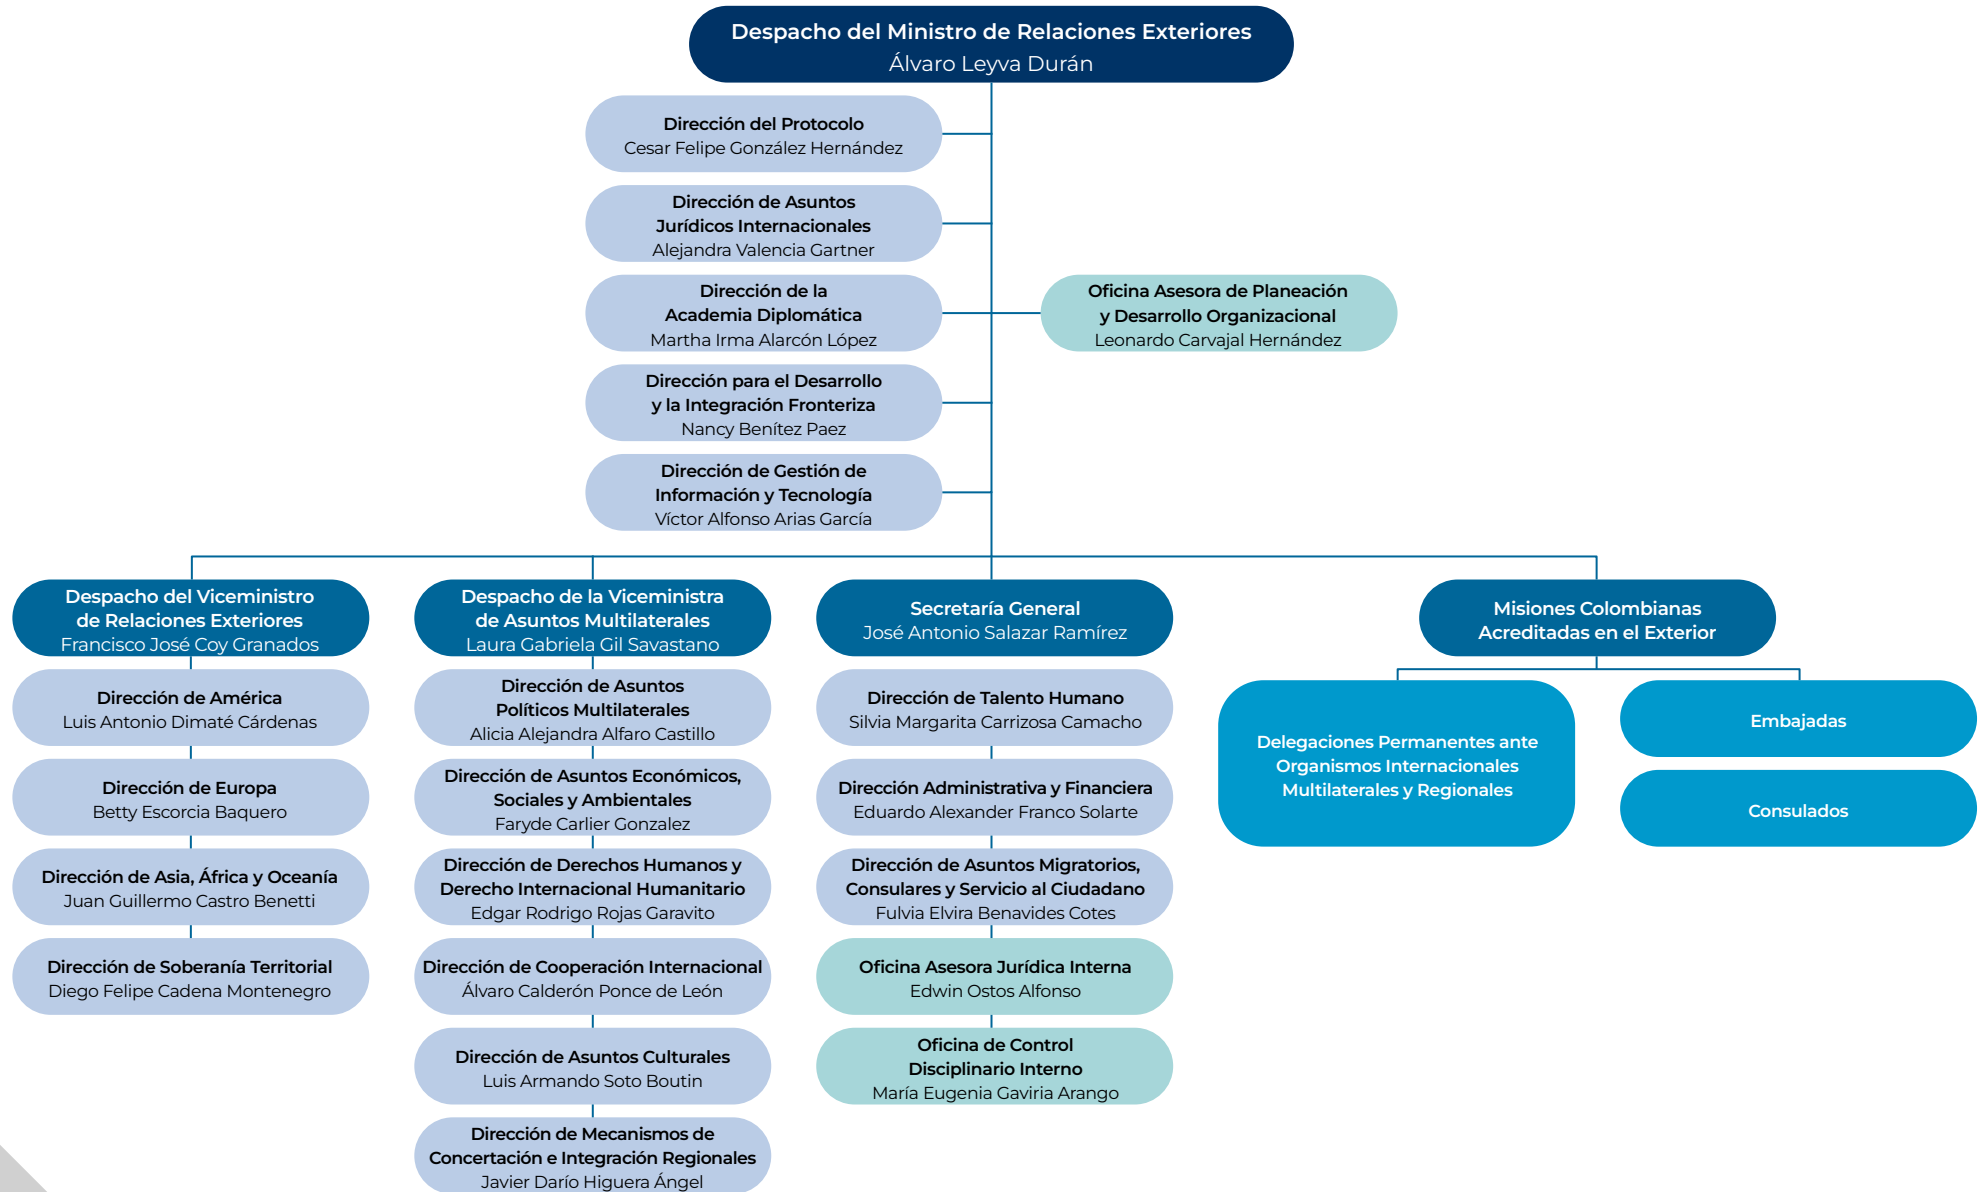 Despacho del Ministro de Relaciones Exteriores
Álvaro Leyva Durán
Dirección del Protocolo
Cesar Felipe González Hernández
Dirección de Asuntos
Jurídicos Internacionales
Alejandra Valencia Gartner
Dirección de la
Academia Diplomática
Martha Irma Alarcón López
Oficina Asesora de Planeación
y Desarrollo Organizacional
Leonardo Carvajal Hernández
Dirección para el Desarrollo
y la Integración Fronteriza
Nancy Benítez Paez
Dirección de Gestión de
Información y Tecnología
Víctor Alfonso Arias García
Despacho del Viceministro
de Relaciones Exteriores
Francisco José Coy Granados
Dirección de América
Luis Antonio Dimaté Cárdenas
Dirección de Europa
Betty Escorcia Baquero
Dirección de Asia, África y Oceanía
Juan Guillermo Castro Benetti
Dirección de Soberanía Territorial
Diego Felipe Cadena Montenegro
Despacho de la Viceministra
de Asuntos Multilaterales
Laura Gabriela Gil Savastano
Dirección de Asuntos
Políticos Multilaterales
Alicia Alejandra Alfaro Castillo
Dirección de Asuntos Económicos,
Sociales y Ambientales
Faryde Carlier Gonzalez
Dirección de Derechos Humanos y
Derecho Internacional Humanitario
Edgar Rodrigo Rojas Garavito
Dirección de Cooperación Internacional
Álvaro Calderón Ponce de León
Dirección de Asuntos Culturales
Luis Armando Soto Boutin
Dirección de Mecanismos de
Concertación e Integración Regionales
Javier Darío Higuera Ángel
Secretaría General
José Antonio Salazar Ramírez
Dirección de Talento Humano
Silvia Margarita Carrizosa Camacho
Dirección Administrativa y Financiera
Eduardo Alexander Franco Solarte
Dirección de Asuntos Migratorios,
Consulares y Servicio al Ciudadano
Fulvia Elvira Benavides Cotes
Oficina Asesora Jurídica Interna
Edwin Ostos Alfonso
Oficina de Control
Disciplinario Interno
María Eugenia Gaviria Arango
Misiones Colombianas
Acreditadas en el Exterior
Delegaciones Permanentes ante
Organismos Internacionales
Multilaterales y Regionales
Embajadas
Consulados